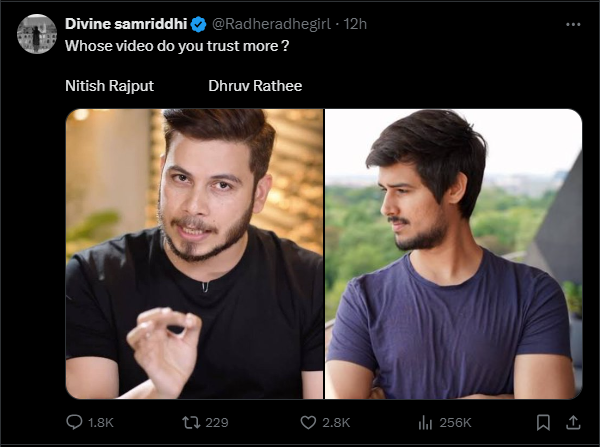 Divine samriddhi @Radheradhegirl · 12h
Whose video do you trust more ?
Nitish Rajput Dhruv Rathee
1.8K 229 2.8K 256K